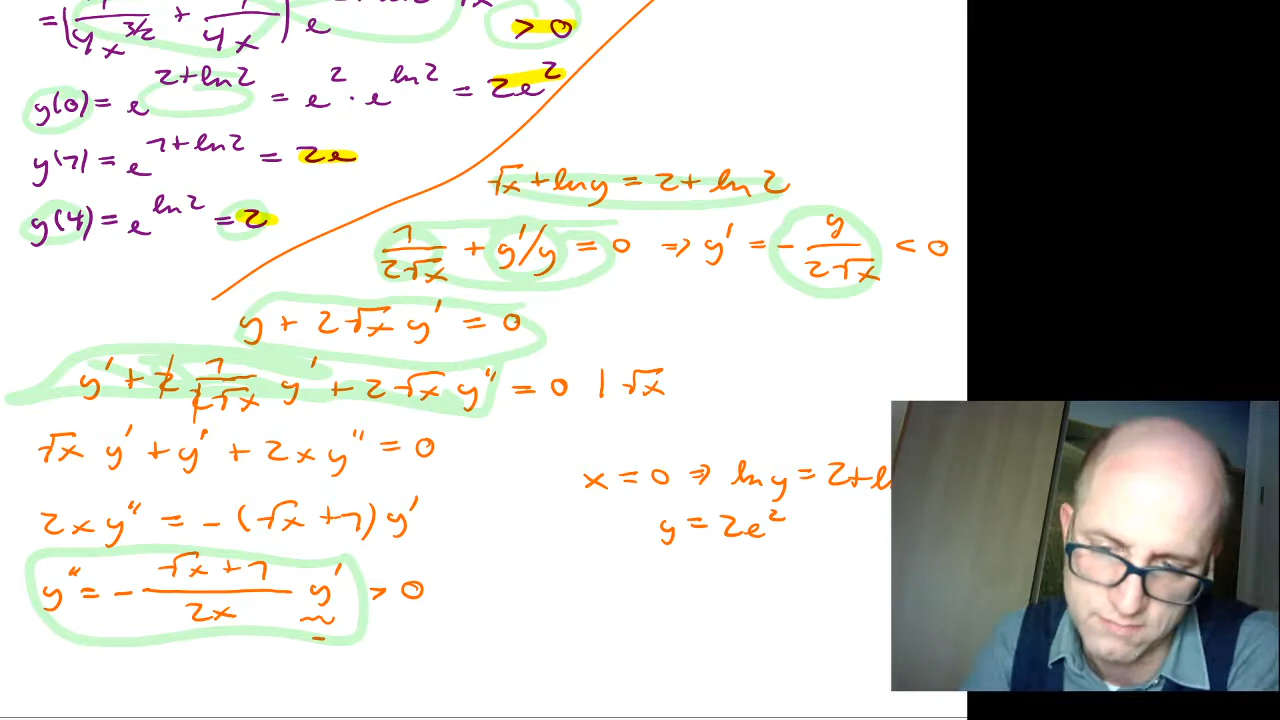 = (1/(4x^{3/2}) + 1/(4x)) e > 0
y(0) = e^{2+ln2} = e^2 · e^{ln2} = 2e^2
y(1) = e^{1+ln2} = 2e
y(4) = e^{ln2} = 2
√x + ln y = 2 + ln 2
1/(2√x) + y'/y = 0 ⇒ y' = - y/(2√x) < 0
y + 2√x y' = 0
y' + 2 1/(2√x) y' + 2√x y'' = 0 | √x
√x y' + y' + 2x y'' = 0
2x y'' = -(√x + 1) y'
y'' = - (√x + 1)/(2x) y' > 0
x = 0 ⇒ ln y = 2 + l
y = 2e^2